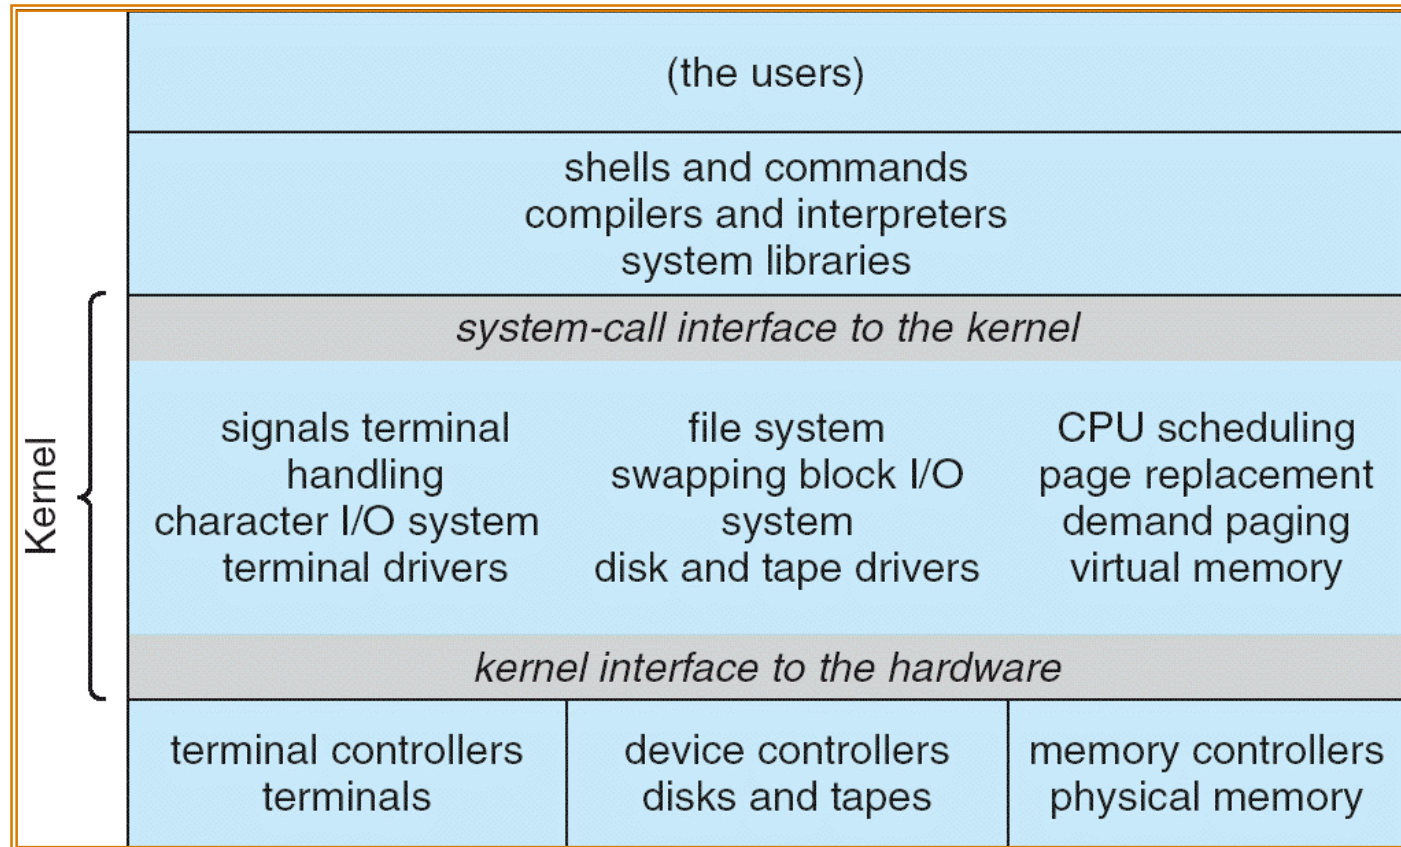 (the users)
shells and commands
compilers and interpreters
system libraries
system-call interface to the kernel
Kernel
signals terminal
handling
character I/O system
terminal drivers
file system
swapping block I/O
system
disk and tape drivers
CPU scheduling
page replacement
demand paging
virtual memory
kernel interface to the hardware
terminal controllers
terminals
device controllers
disks and tapes
memory controllers
physical memory